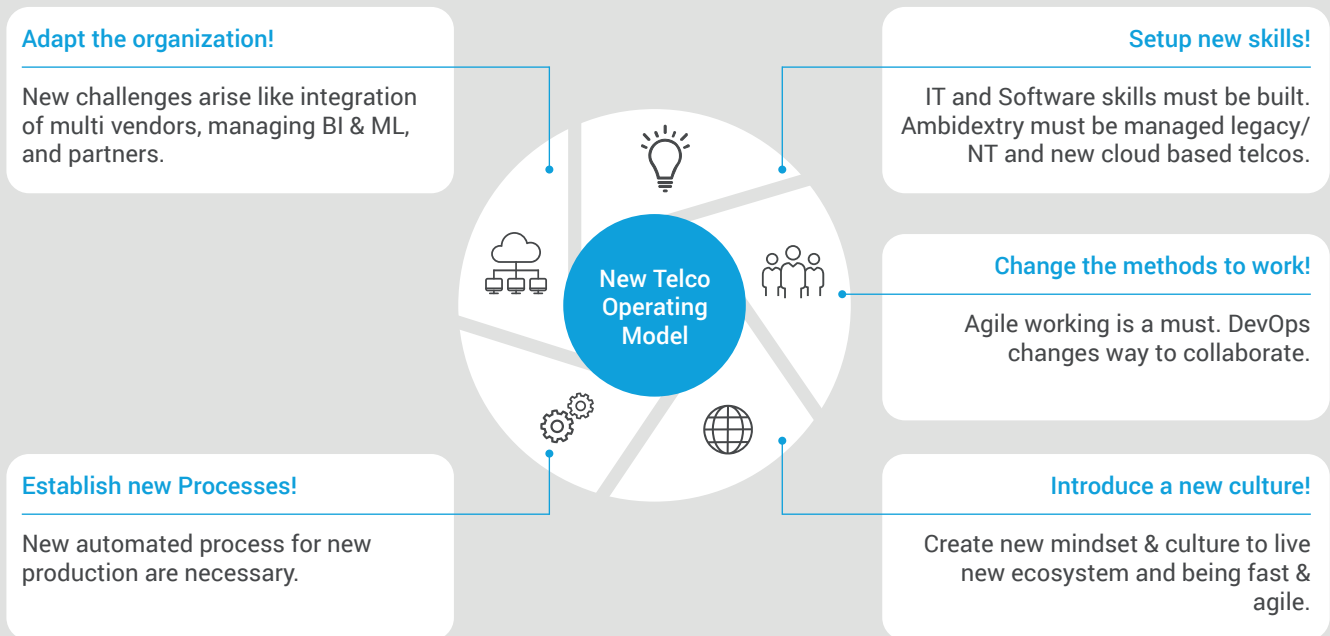 Adapt the organization!
New challenges arise like integration
of multi vendors, managing BI & ML,
and partners.
Setup new skills!
IT and Software skills must be built.
Ambidextry must be managed legacy/
NT and new cloud based telcos.
New Telco
Operating
Model
Change the methods to work!
Agile working is a must. DevOps
changes way to collaborate.
Establish new Processes!
New automated process for new
production are necessary.
Introduce a new culture!
Create new mindset & culture to live
new ecosystem and being fast &
agile.